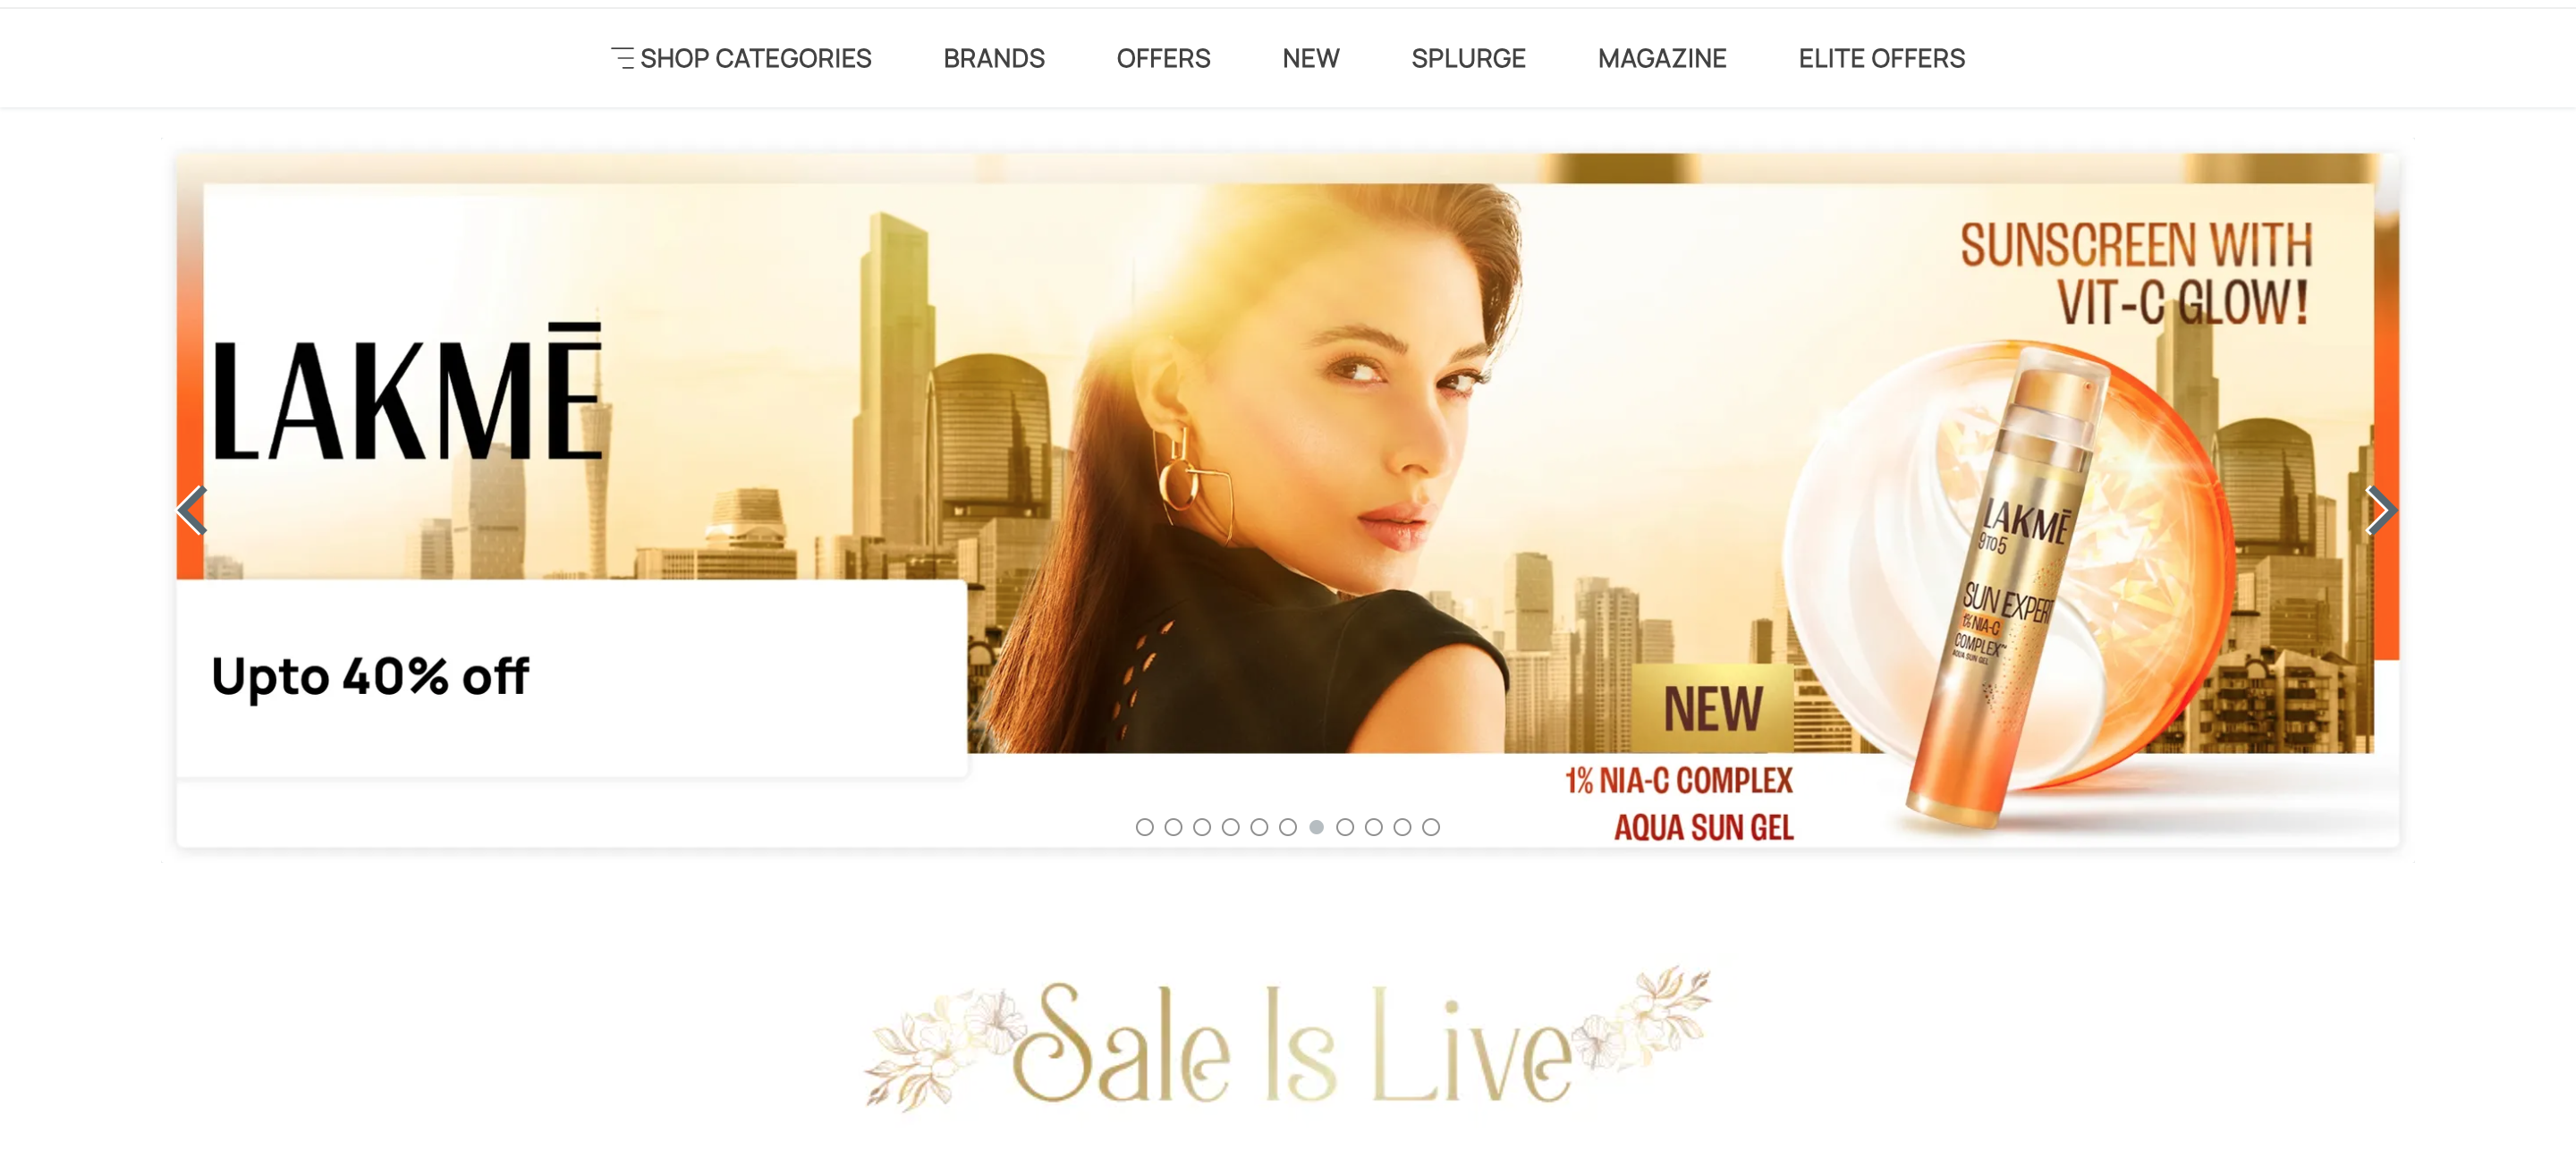 SHOP CATEGORIES BRANDS OFFERS NEW SPLURGE MAGAZINE ELITE OFFERS
SUNSCREEN WITH
VIT-C GLOW!
LAKMĒ
LAKMĒ
9TO5
SUN EXPERT
1% NIA-C
COMPLEX™
AQUA SUN GEL
Upto 40% off
NEW
1% NIA-C COMPLEX
AQUA SUN GEL
Sale Is Live